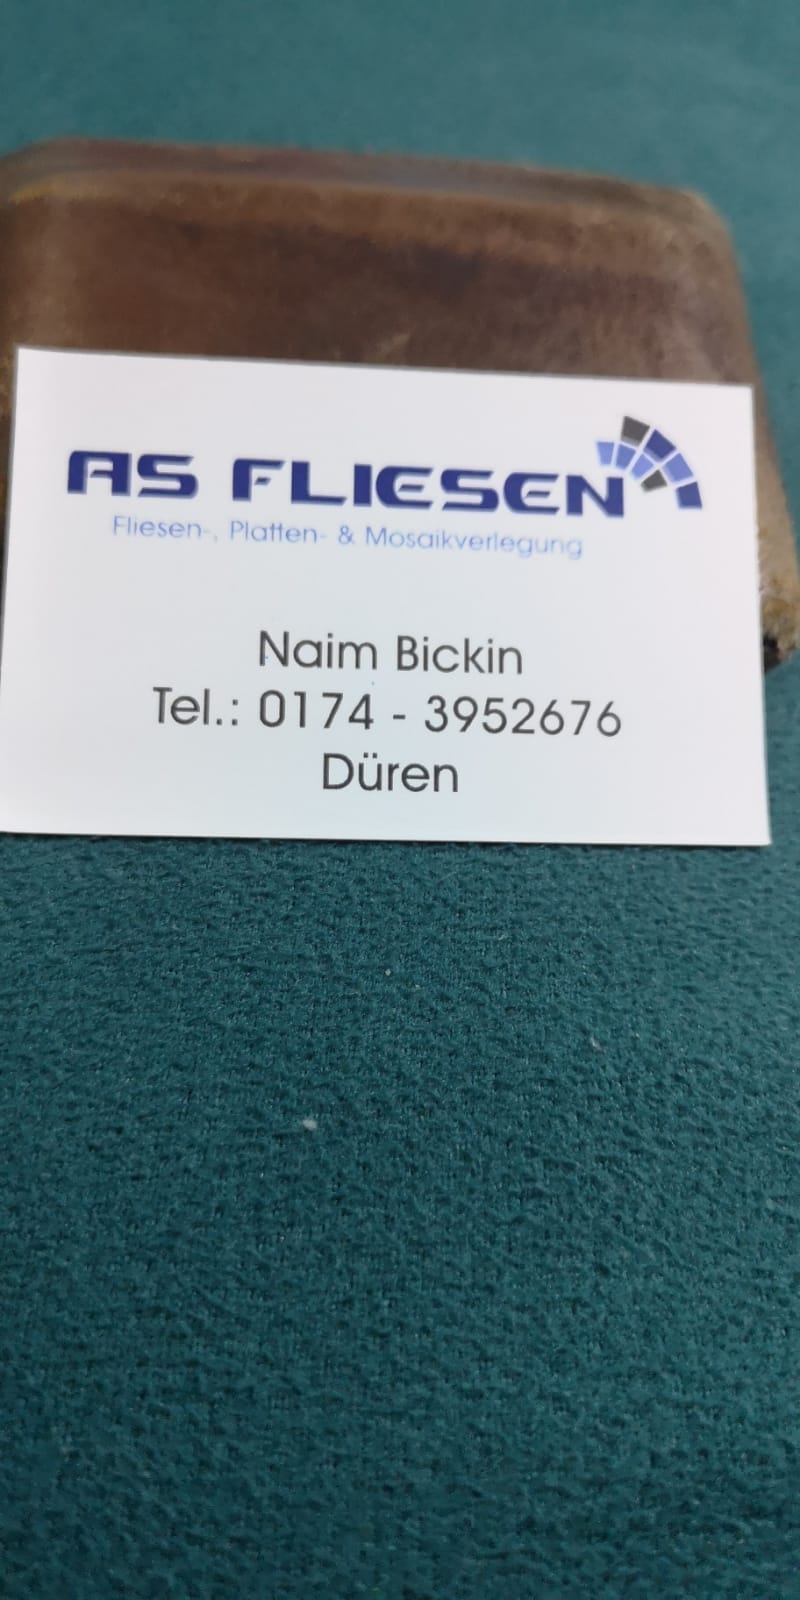 AS FLIESEN
Fliesen-, Platten- & Mosaikverlegung
Naim Bickin
Tel.: 0174 - 3952676
Düren